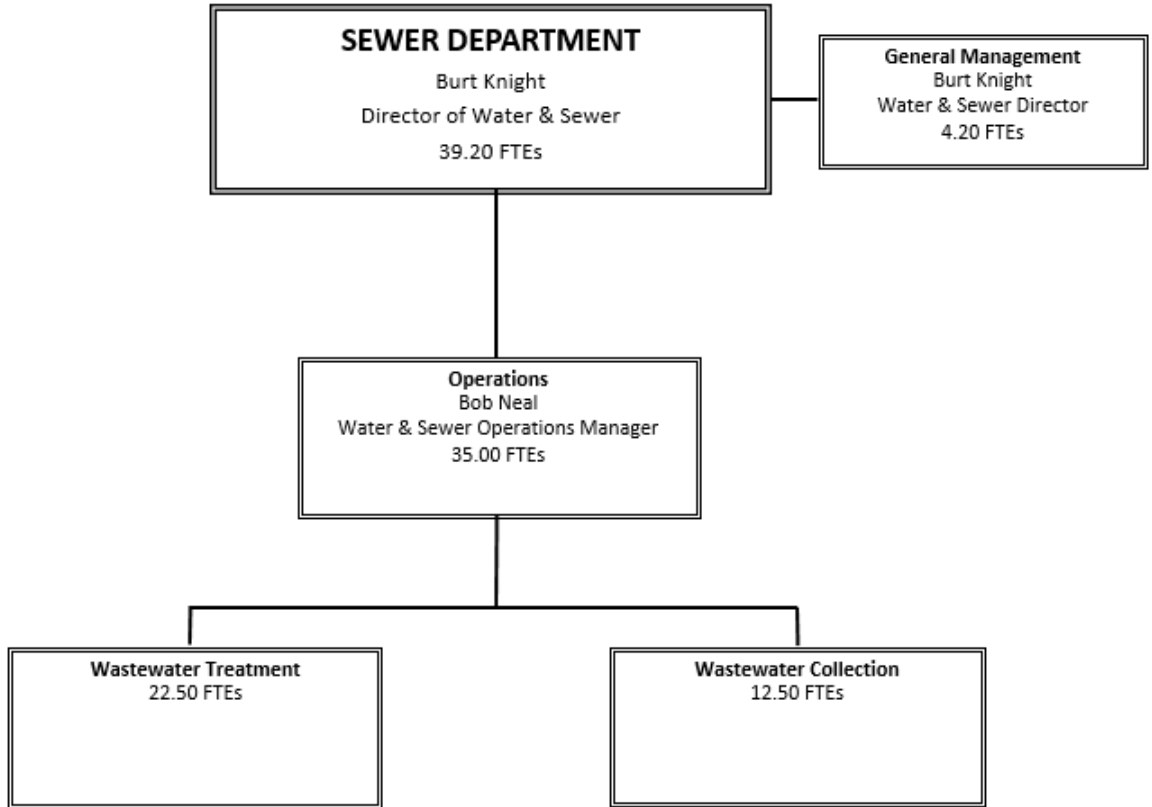 SEWER DEPARTMENT
Burt Knight
Director of Water & Sewer
39.20 FTEs
General Management
Burt Knight
Water & Sewer Director
4.20 FTEs
Operations
Bob Neal
Water & Sewer Operations Manager
35.00 FTEs
Wastewater Treatment
22.50 FTEs
Wastewater Collection
12.50 FTEs